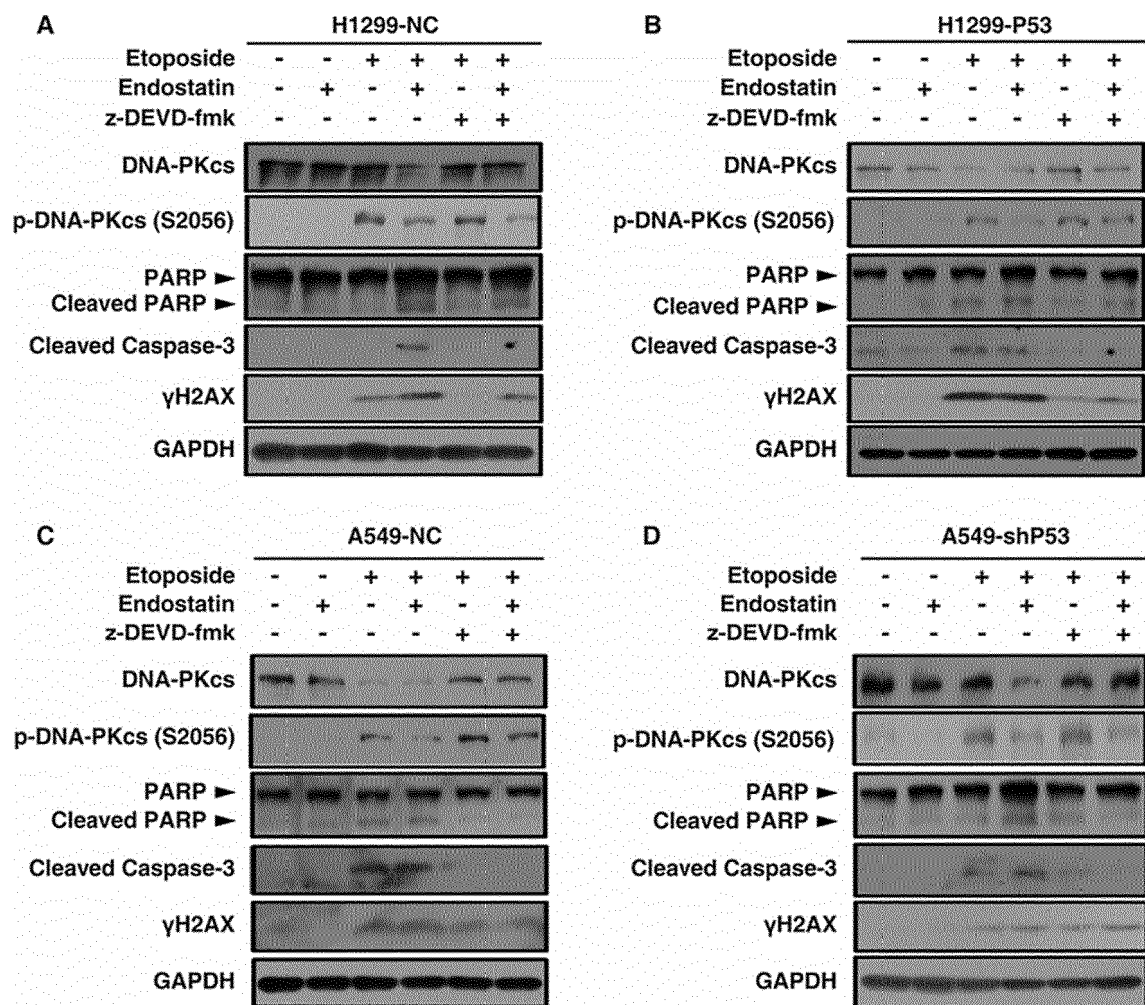 A
H1299-NC
Etoposide - - + + + +
Endostatin - + - + - +
z-DEVD-fmk - - - - + +
DNA-PKcs
p-DNA-PKcs (S2056)
PARP ►
Cleaved PARP ►
Cleaved Caspase-3
γH2AX
GAPDH
B
H1299-P53
Etoposide - - + + + +
Endostatin - + - + - +
z-DEVD-fmk - - - - + +
DNA-PKcs
p-DNA-PKcs (S2056)
PARP ►
Cleaved PARP ►
Cleaved Caspase-3
γH2AX
GAPDH
C
A549-NC
Etoposide - - + + + +
Endostatin - + - + - +
z-DEVD-fmk - - - - + +
DNA-PKcs
p-DNA-PKcs (S2056)
PARP ►
Cleaved PARP ►
Cleaved Caspase-3
γH2AX
GAPDH
D
A549-shP53
Etoposide - - + + + +
Endostatin - + - + - +
z-DEVD-fmk - - - - + +
DNA-PKcs
p-DNA-PKcs (S2056)
PARP ►
Cleaved PARP ►
Cleaved Caspase-3
γH2AX
GAPDH